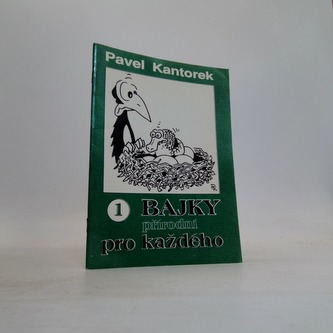 Pavel Kantorek
1 BAJKY
přírodní
pro každého